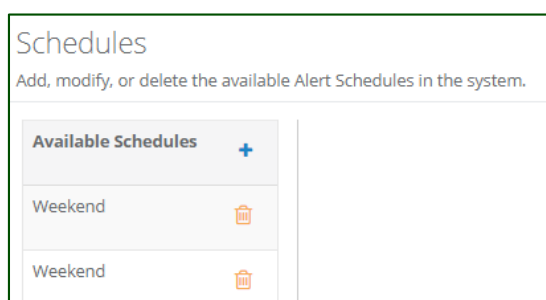 Schedules
Add, modify, or delete the available Alert Schedules in the system.
Available Schedules
Weekend
Weekend